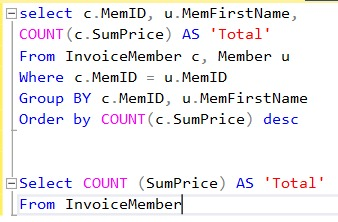 select c.MemID, u.MemFirstName,
COUNT(c.SumPrice) AS 'Total'
From InvoiceMember c, Member u
Where c.MemID = u.MemID
Group BY c.MemID, u.MemFirstName
Order by COUNT(c.SumPrice) desc
Select COUNT (SumPrice) AS 'Total'
From InvoiceMember